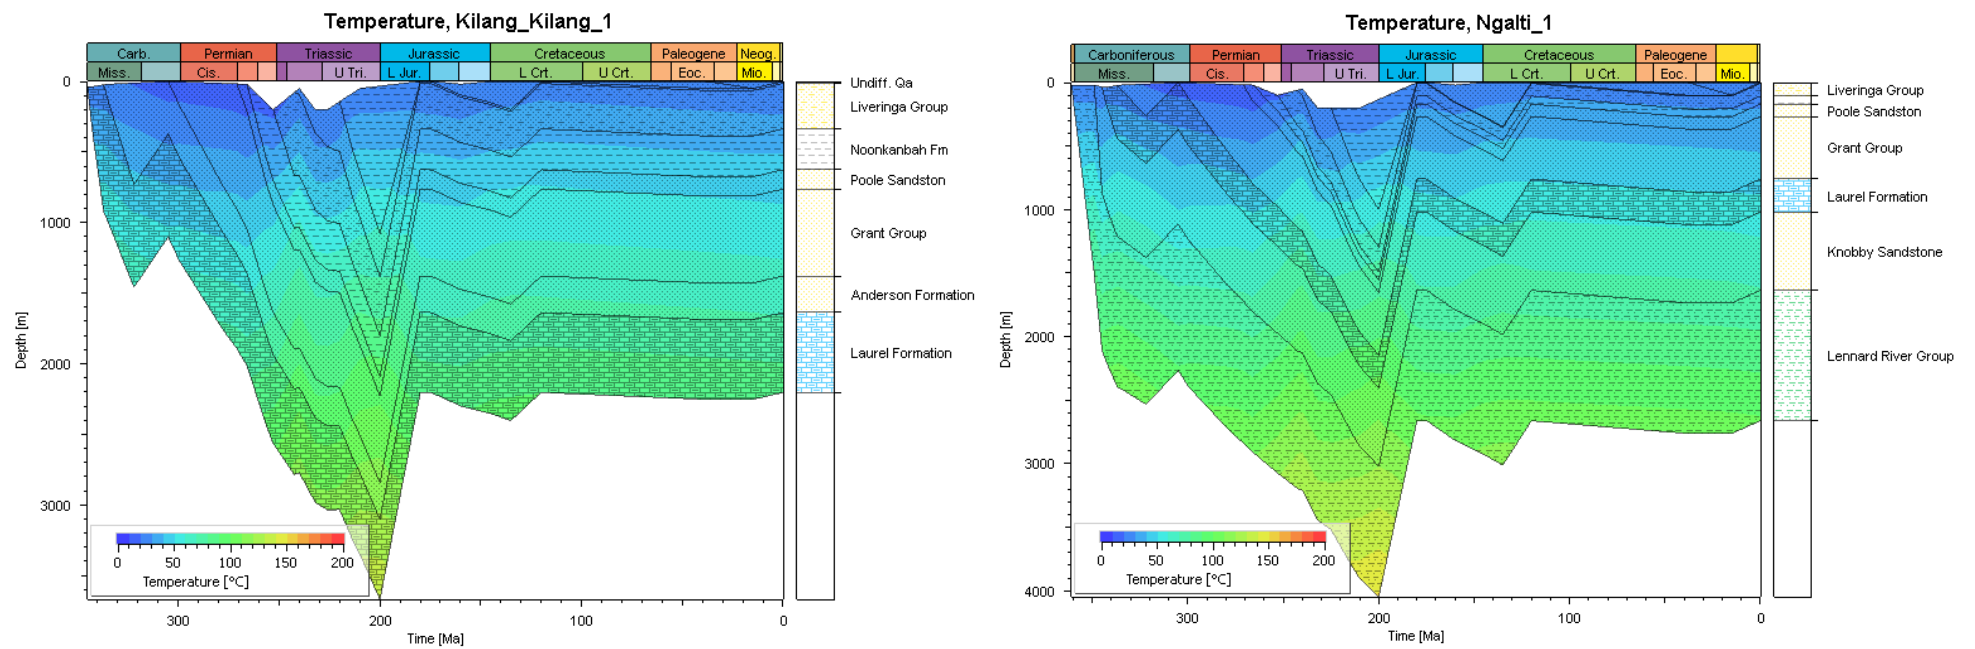 Temperature, Kilang_Kilang_1
Carb. Permian Triassic Jurassic Cretaceous Paleogene Neog.
Miss. Cis. U Tri. L Jur. L Crt. U Crt. Eoc. Mio.
0
1000
2000
3000
Depth [m]
Undiff. Qa
Liveringa Group
Noonkanbah Fm
Poole Sandston
Grant Group
Anderson Formation
Laurel Formation
0 50 100 150 200
Temperature [°C]
300 200 100 0
Time [Ma]
Temperature, Ngalti_1
Carboniferous Permian Triassic Jurassic Cretaceous Paleogene
Miss. Cis. U Tri. L Jur. L Crt. U Crt. Eoc. Mio.
0
1000
2000
3000
4000
Depth [m]
Liveringa Group
Poole Sandston
Grant Group
Laurel Formation
Knobby Sandstone
Lennard River Group
0 50 100 150 200
Temperature [°C]
300 200 100 0
Time [Ma]